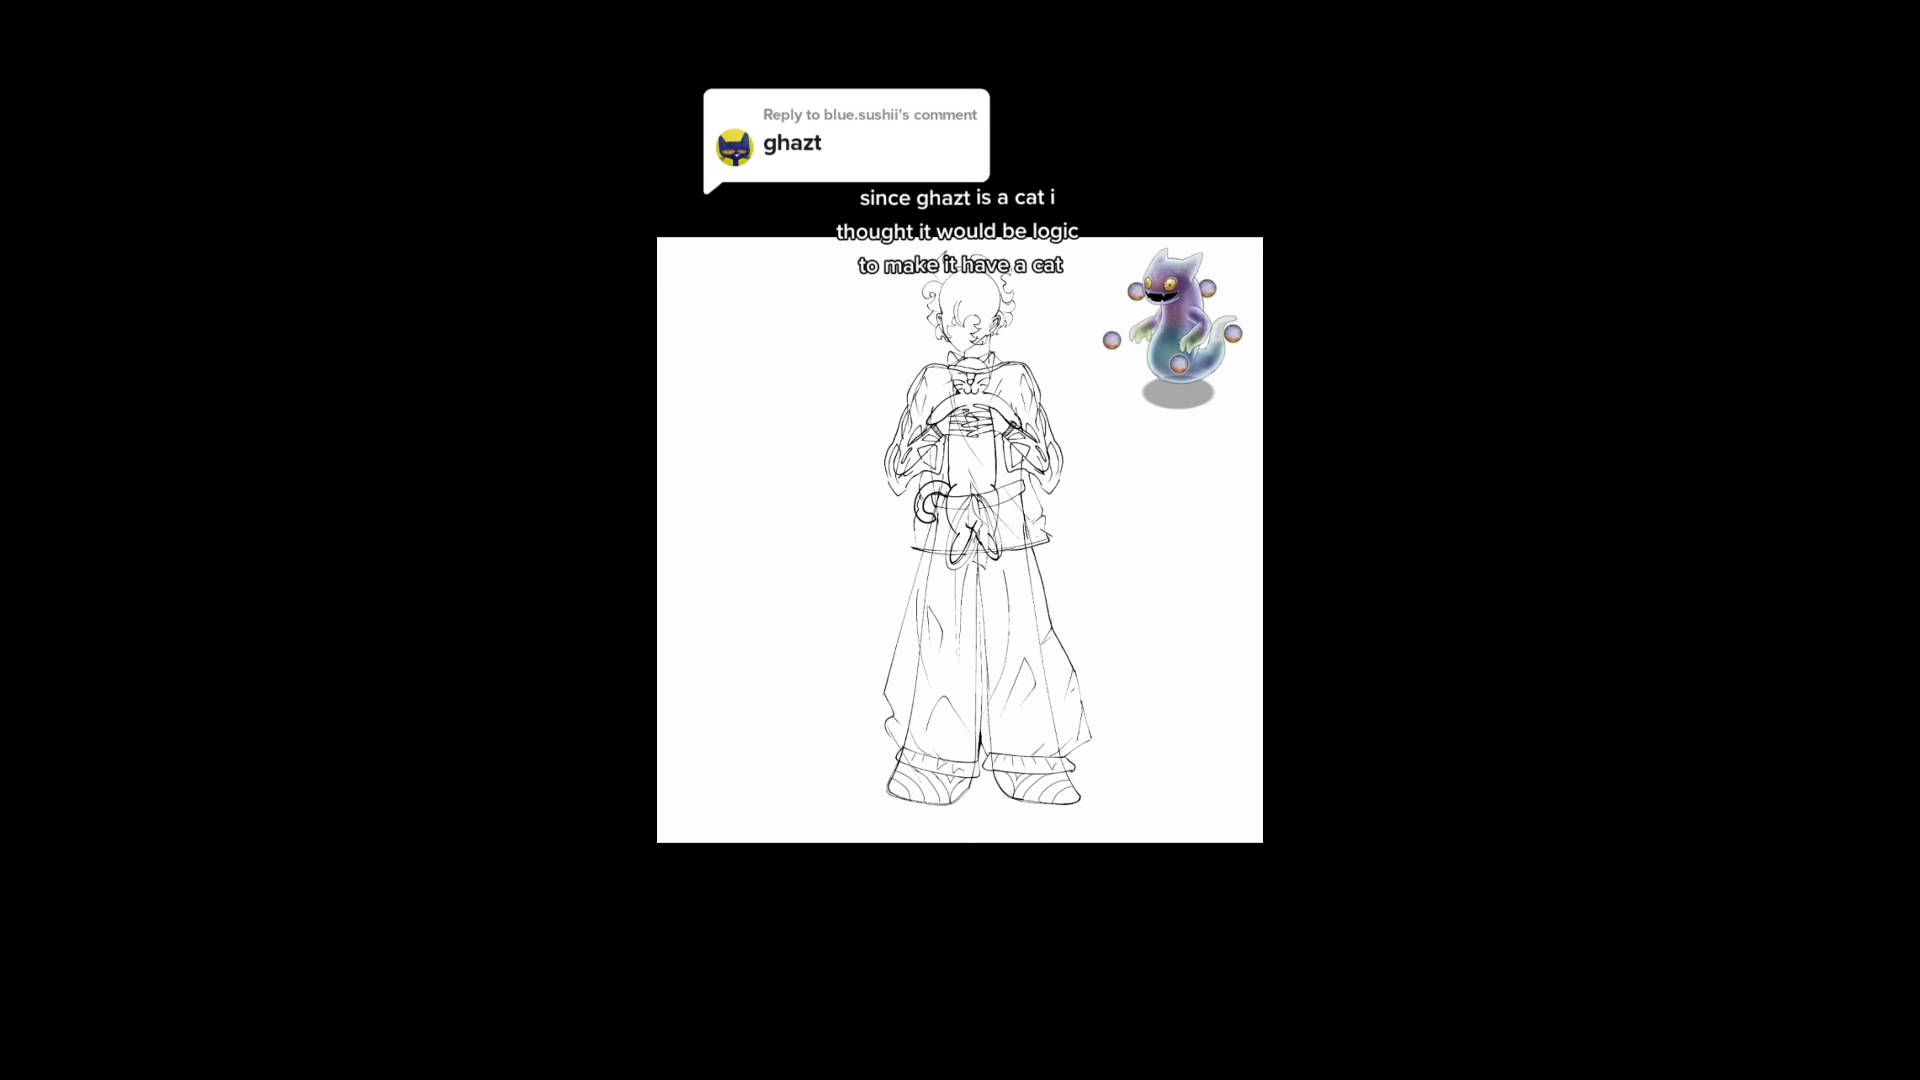 Reply to blue.sushii's comment
ghazt
since ghazt is a cat i
thought it would be logic
to make it have a cat